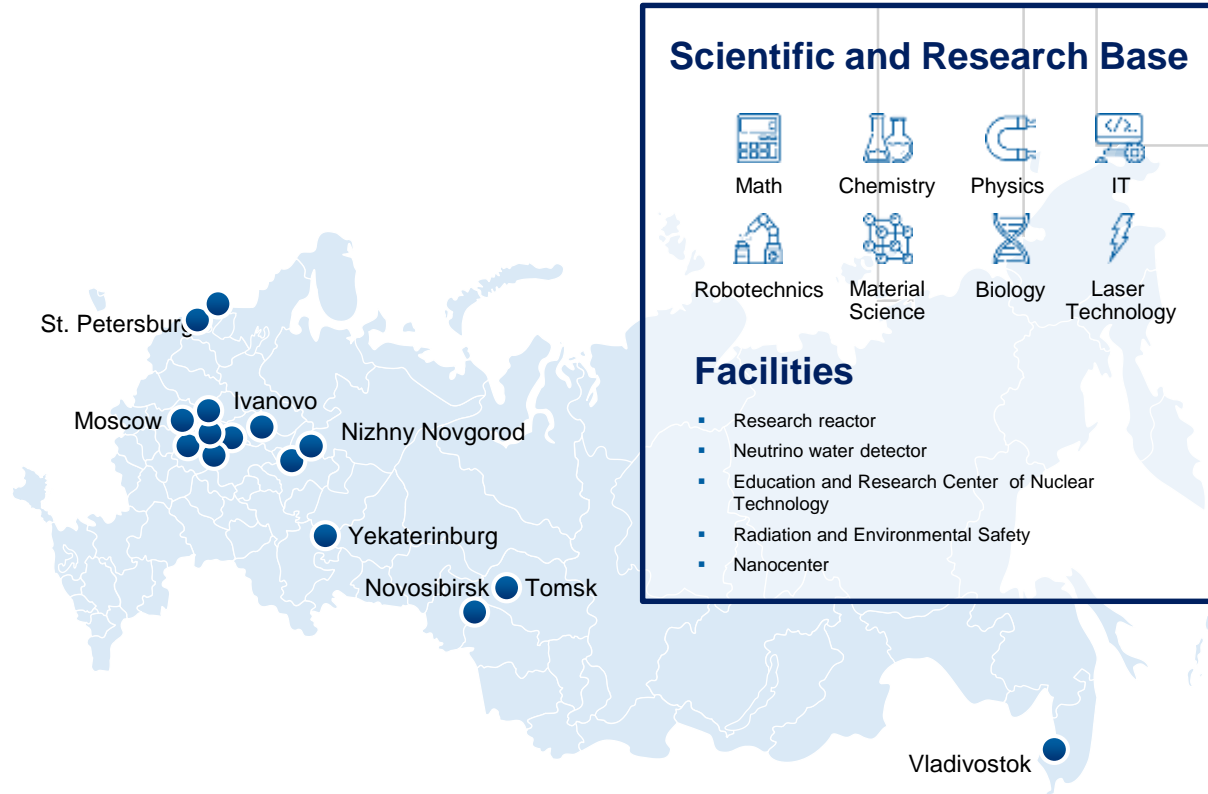 Scientific and Research Base
Math
Chemistry
Physics
IT
Robotechnics
Material
Science
Biology
Laser
Technology
Facilities
Research reactor
Neutrino water detector
Education and Research Center of Nuclear
Technology
Radiation and Environmental Safety
Nanocenter
St. Petersburg
Ivanovo
Moscow
Nizhny Novgorod
Yekaterinburg
Novosibirsk
Tomsk
Vladivostok